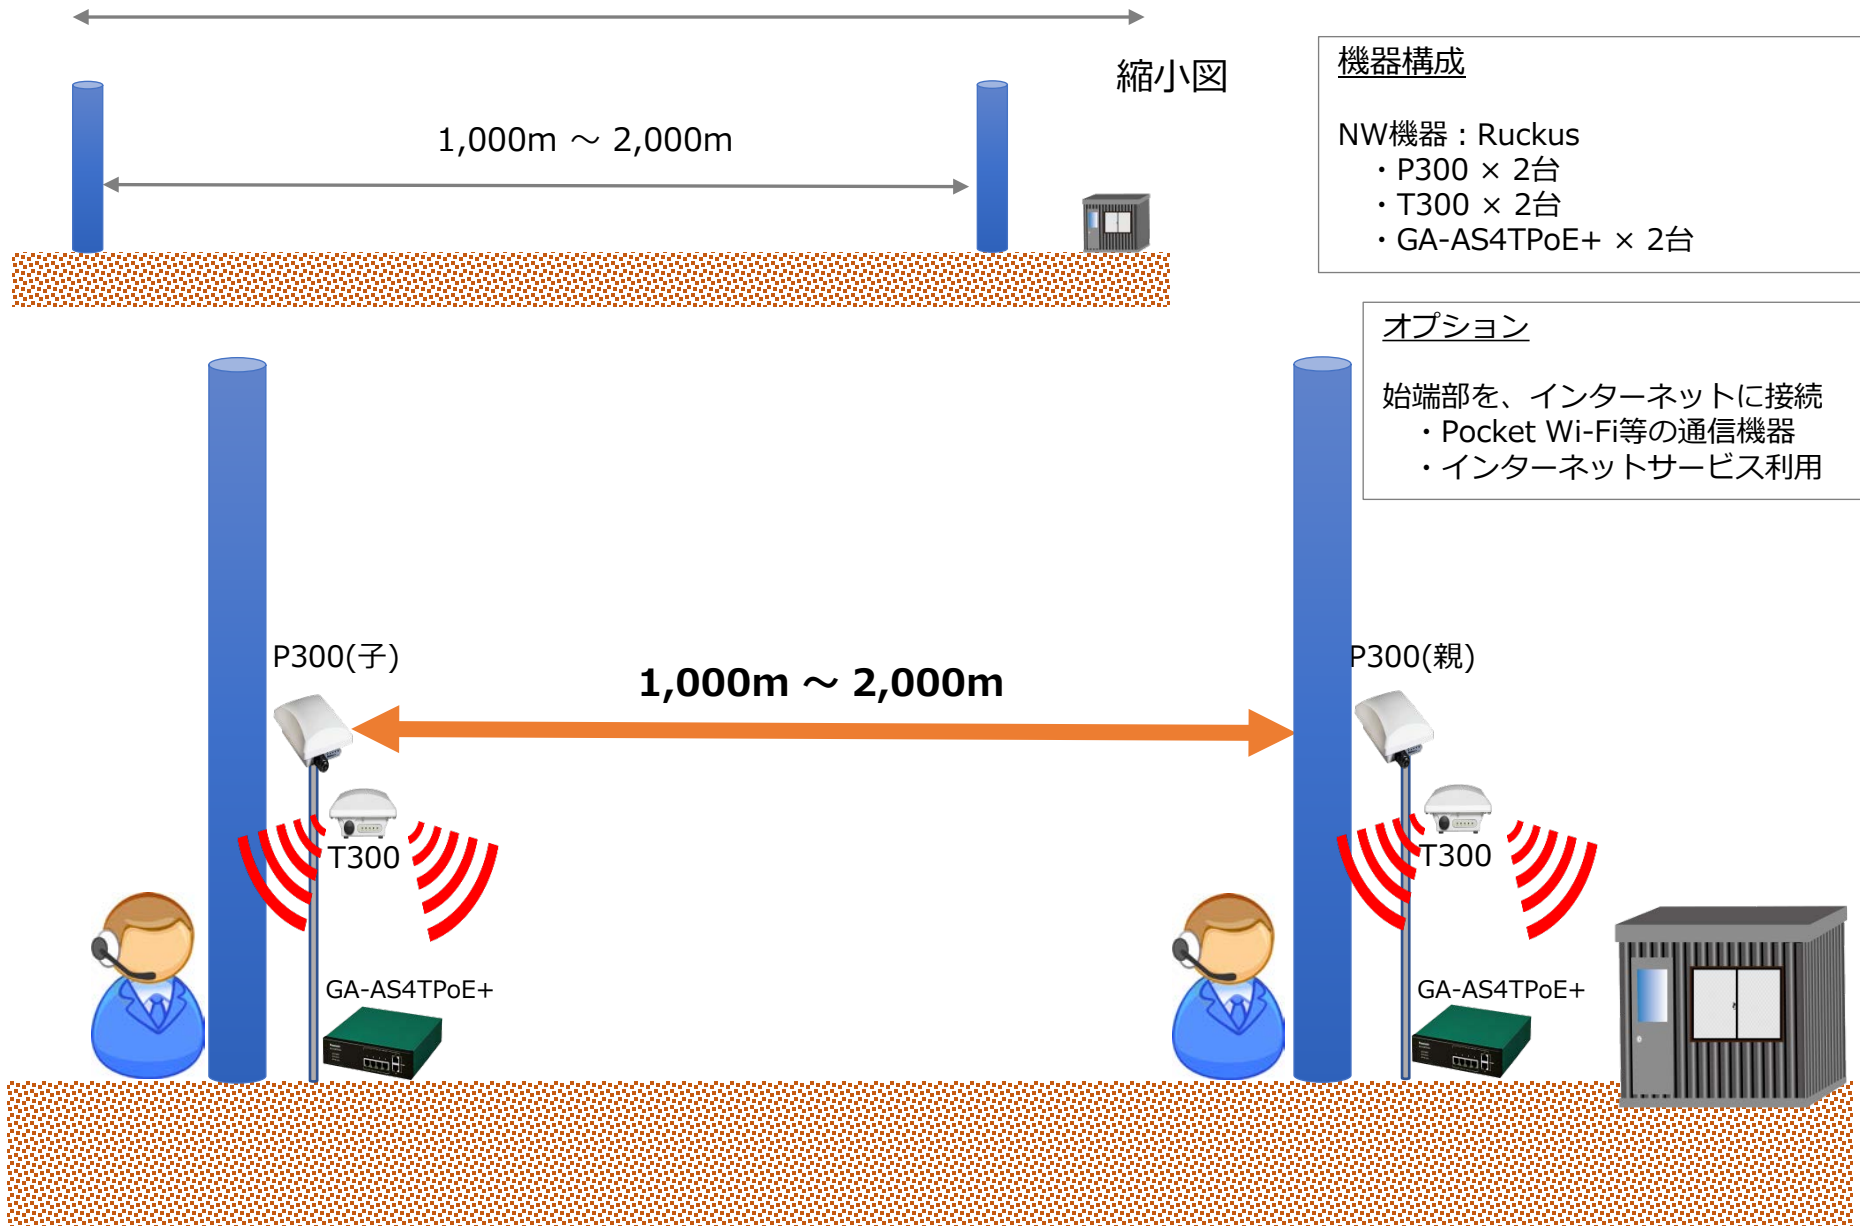 縮小図
1,000m ～ 2,000m
機器構成
NW機器：Ruckus
・P300 × 2台
・T300 × 2台
・GA-AS4TPoE+ × 2台
オプション
始端部を、インターネットに接続
・Pocket Wi-Fi等の通信機器
・インターネットサービス利用
P300(子)
1,000m ～ 2,000m
P300(親)
T300
T300
GA-AS4TPoE+
GA-AS4TPoE+